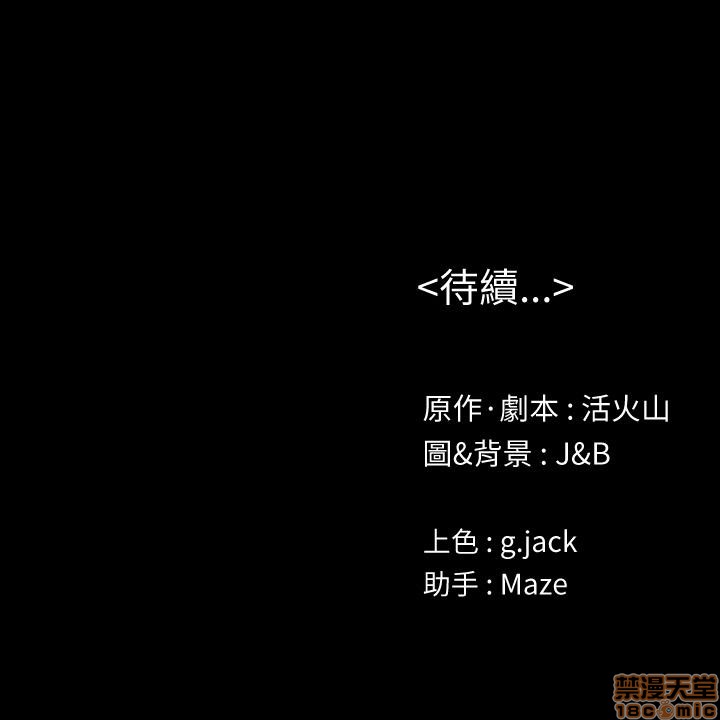 <待續...>
原作·劇本 : 活火山
圖&背景 : J&B
上色 : g.jack
助手 : Maze
禁漫天堂
18COMIC